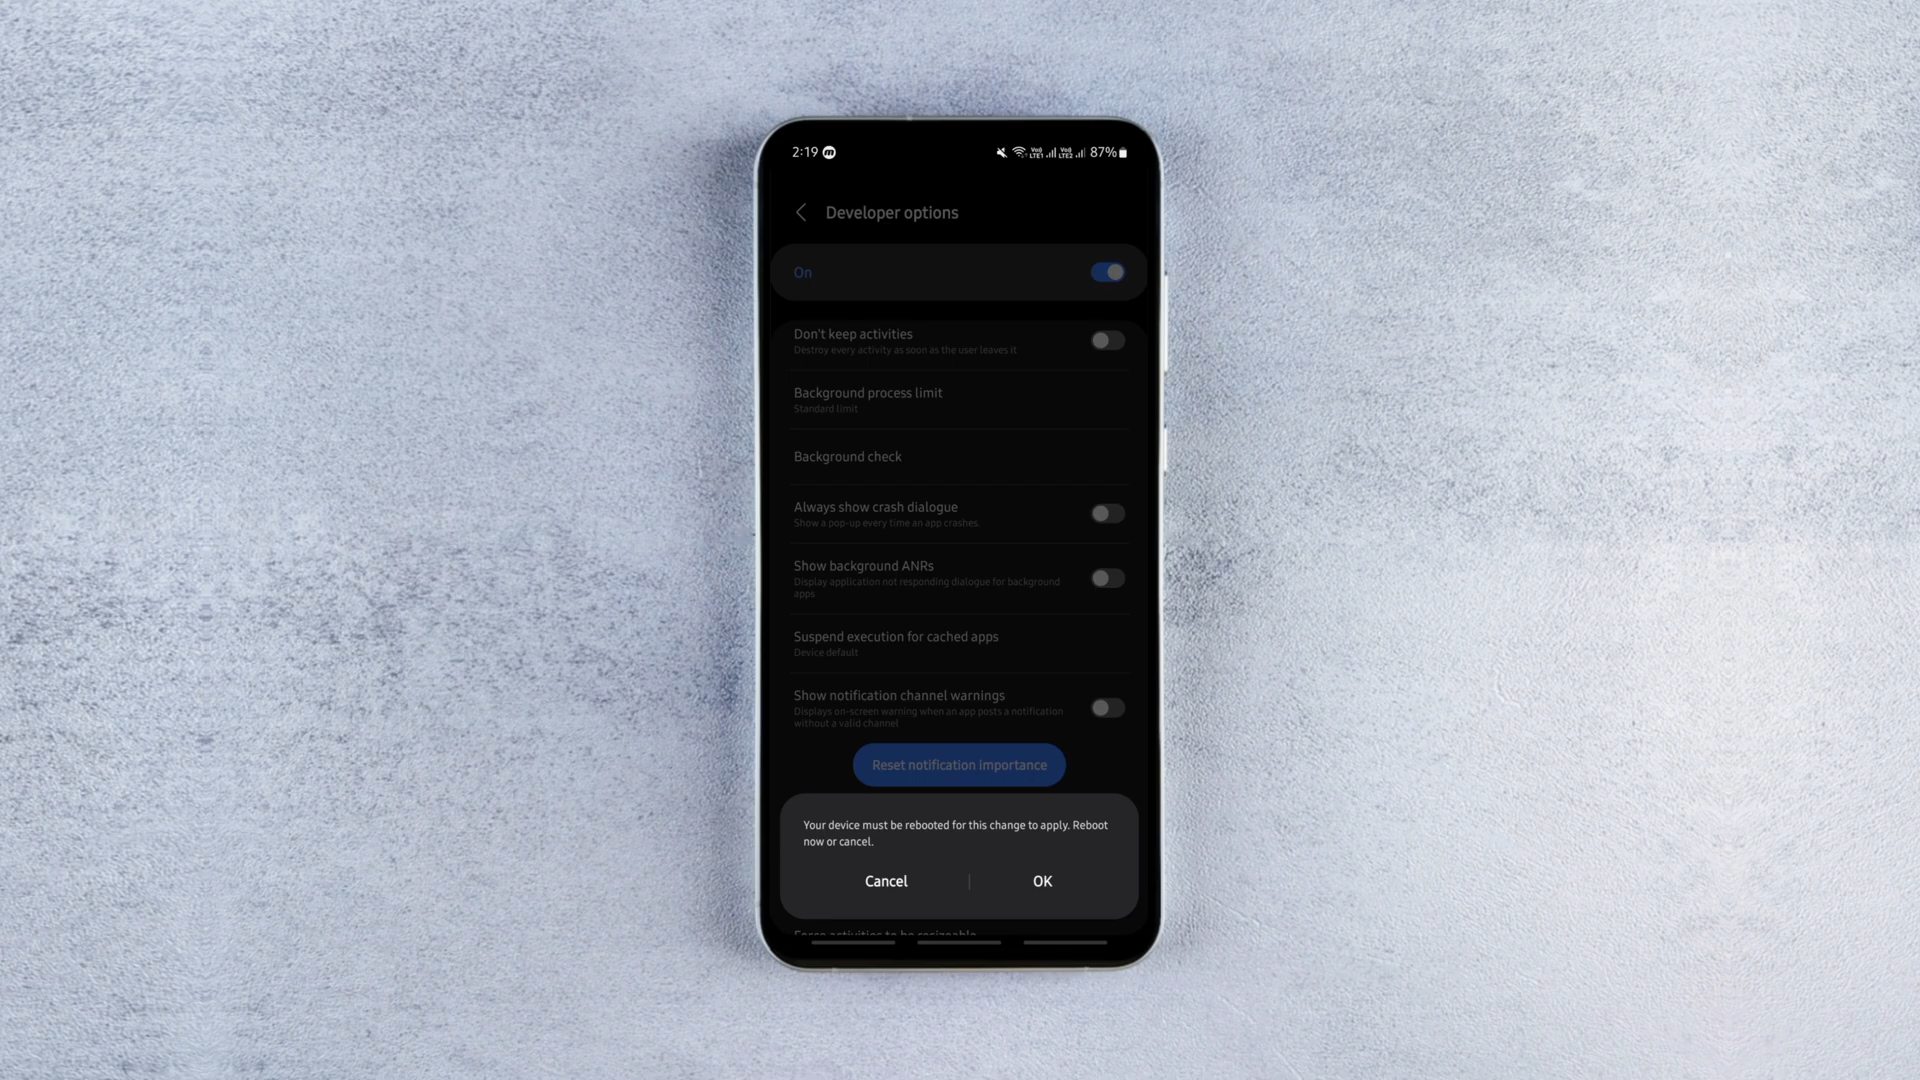 2:19
Vo) LTE1 Vo) LTE2 87%
Developer options
On
Don't keep activities
Destroy every activity as soon as the user leaves it
Background process limit
Standard limit
Background check
Always show crash dialogue
Show a pop-up every time an app crashes.
Show background ANRs
Display application not responding dialogue for background
apps
Suspend execution for cached apps
Device default
Show notification channel warnings
Displays on-screen warning when an app posts a notification
without a valid channel
Reset notification importance
Your device must be rebooted for this change to apply. Reboot
now or cancel.
Cancel
OK
Force activities to be resizeable